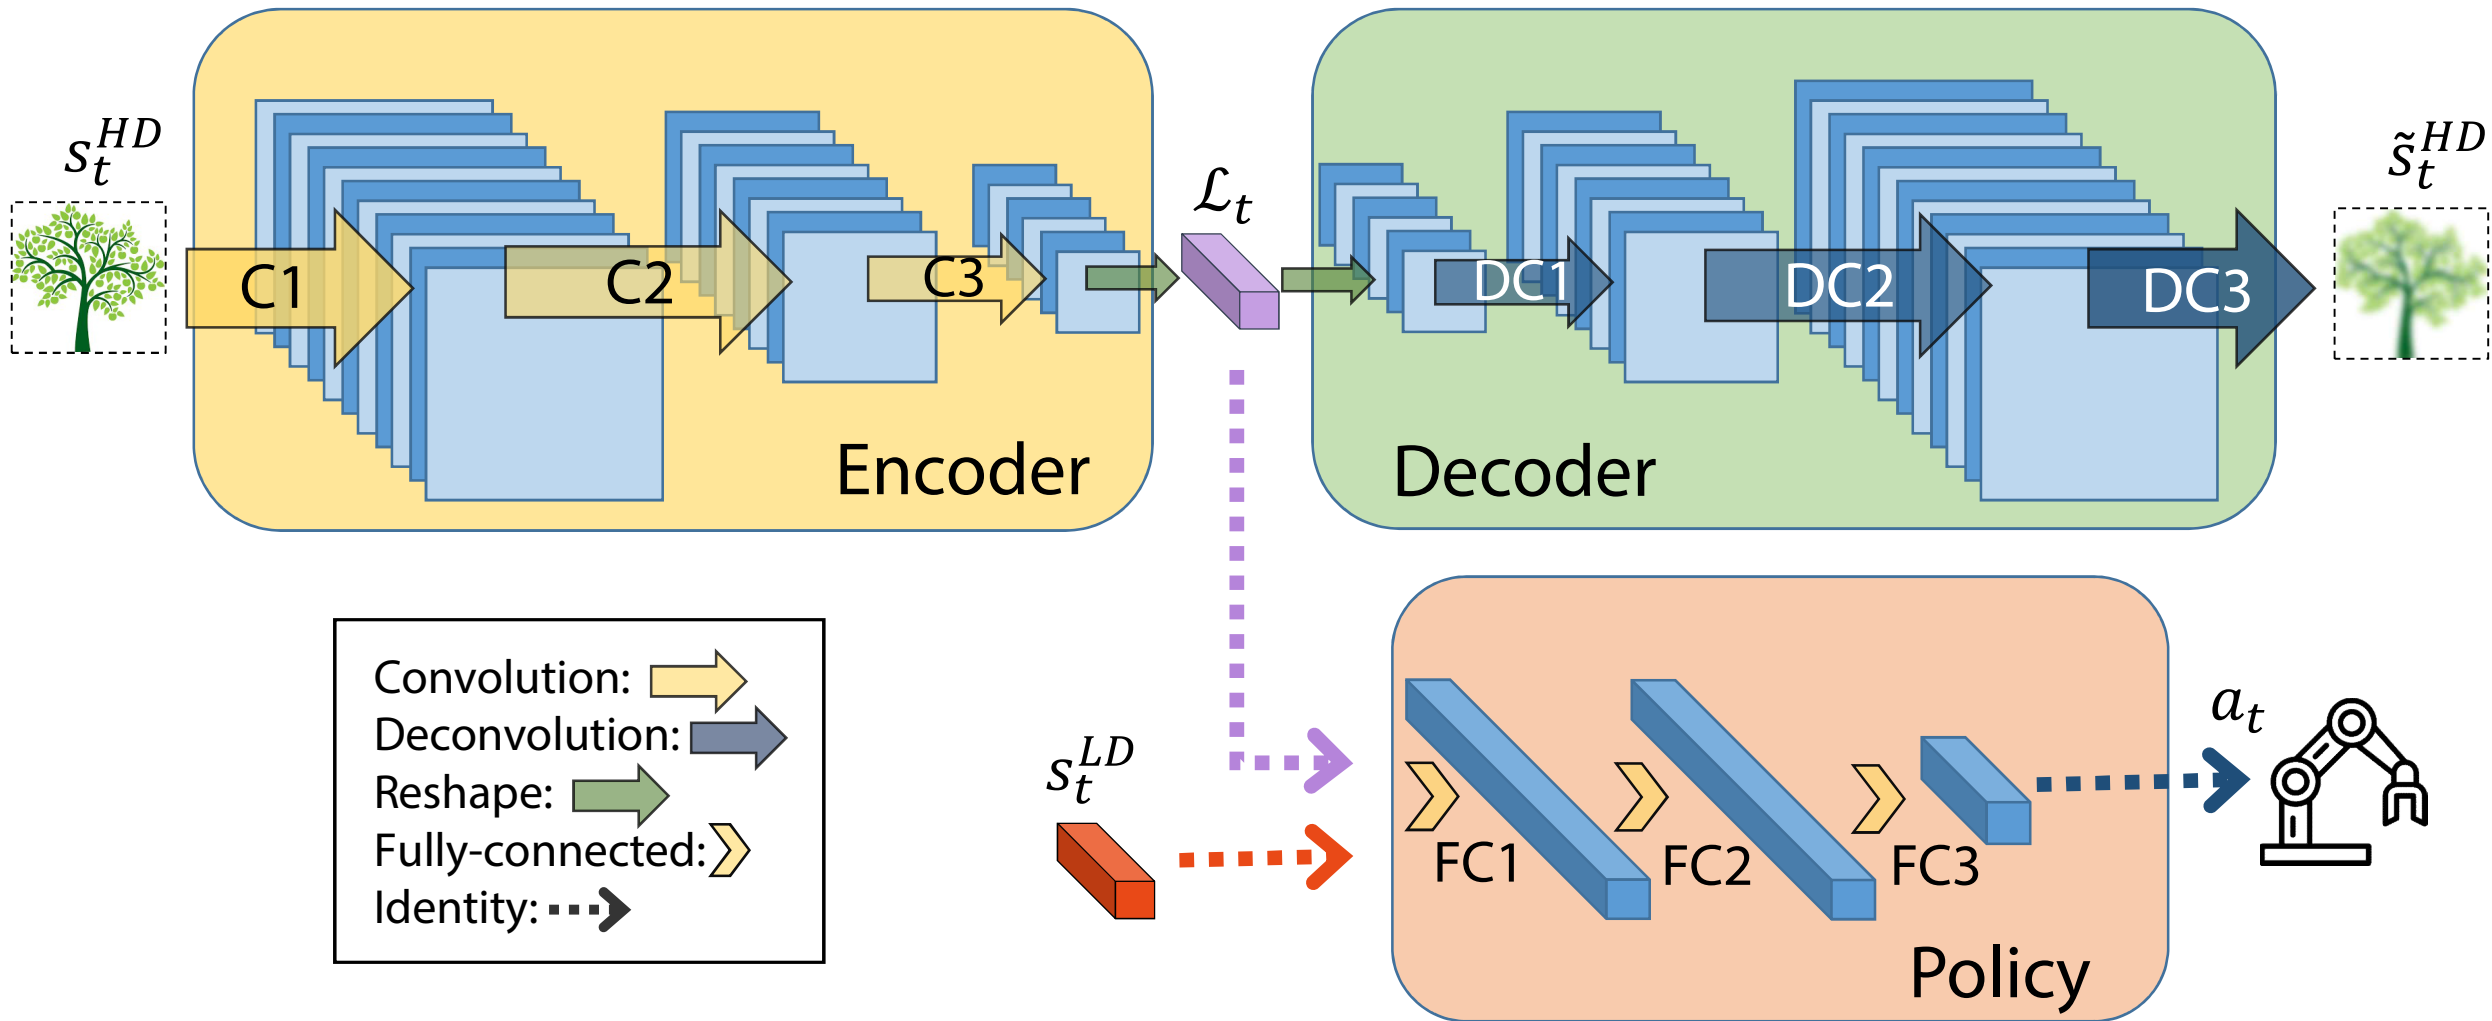 s_t^{HD}
C1
C2
C3
Encoder
ℒ_t
DC1
DC2
DC3
Decoder
s̃_t^{HD}
Convolution:
Deconvolution:
Reshape:
Fully-connected:
Identity:
s_t^{LD}
FC1
FC2
FC3
Policy
a_t